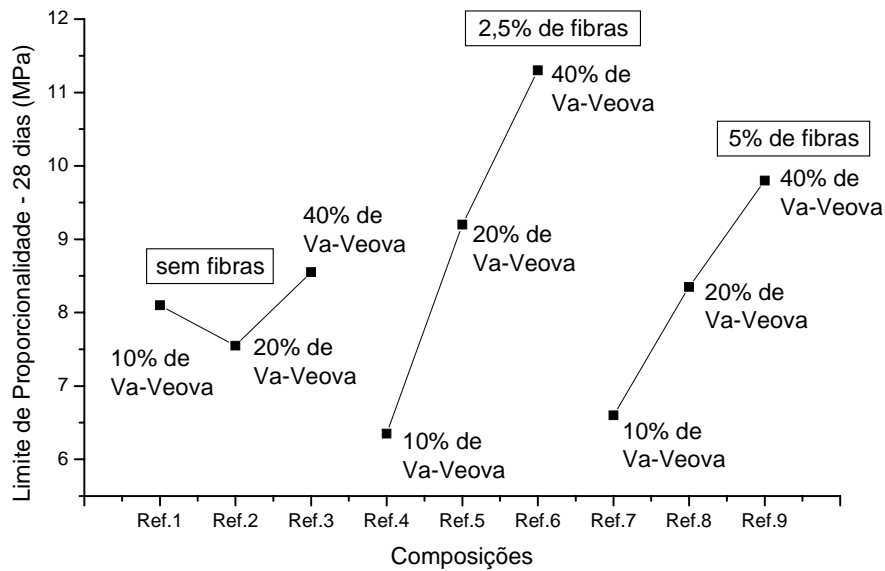 Limite de Proporcionalidade - 28 dias (MPa)
12
11
10
9
8
7
6
sem fibras
2,5% de fibras
5% de fibras
10% de
Va-Veova
20% de
Va-Veova
40% de
Va-Veova
10% de
Va-Veova
20% de
Va-Veova
40% de
Va-Veova
10% de
Va-Veova
20% de
Va-Veova
40% de
Va-Veova
Ref.1 Ref.2 Ref.3 Ref.4 Ref.5 Ref.6 Ref.7 Ref.8 Ref.9
Composições